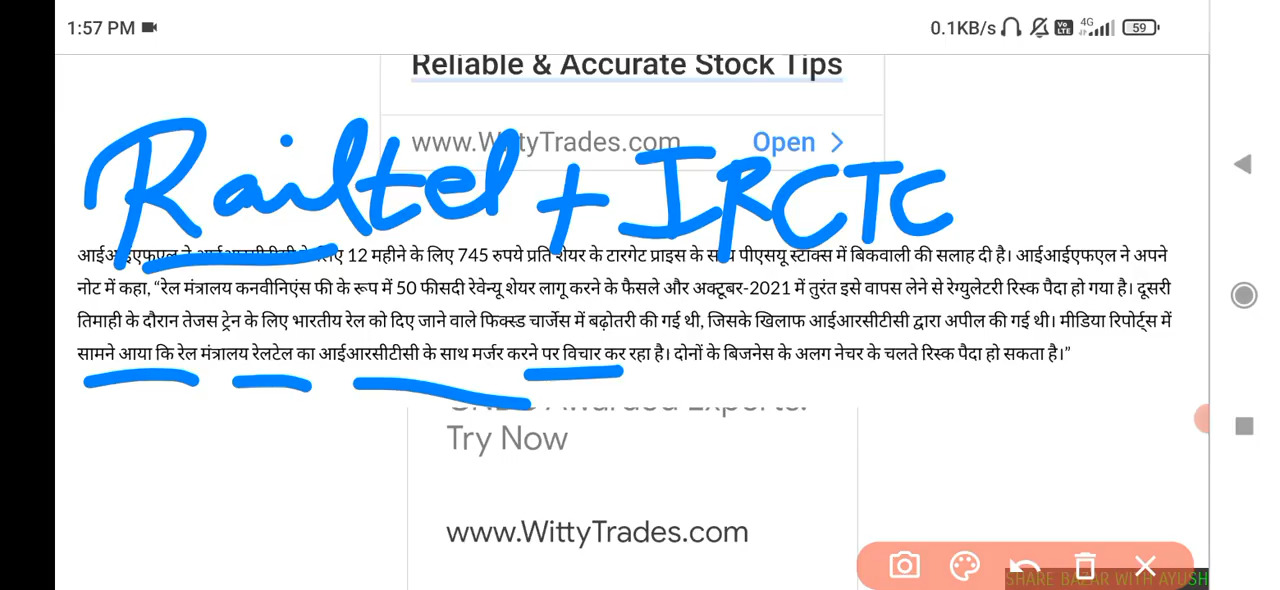 1:57 PM 0.1KB/s 4G 59
Reliable & Accurate Stock Tips
www.WittyTrades.com Open
Railtel + IRCTC
आईआईएफएल ने आईआरसीटीसी के लिए 12 महीने के लिए 745 रुपये प्रति शेयर के टारगेट प्राइस के साथ पीएसयू स्टॉक्स में बिकवाली की सलाह दी है। आईआईएफएल ने अपने
नोट में कहा, “रेल मंत्रालय कनवीनिएंस फी के रूप में 50 फीसदी रेवेन्यू शेयर लागू करने के फैसले और अक्टूबर-2021 में तुरंत इसे वापस लेने से रेग्युलेटरी रिस्क पैदा हो गया है। दूसरी
तिमाही के दौरान तेजस ट्रेन के लिए भारतीय रेल को दिए जाने वाले फिक्स्ड चार्जेस में बढ़ोतरी की गई थी, जिसके खिलाफ आईआरसीटीसी द्वारा अपील की गई थी। मीडिया रिपोर्ट्स में
सामने आया कि रेल मंत्रालय रेलटेल का आईआरसीटीसी के साथ मर्जर करने पर विचार कर रहा है। दोनों के बिजनेस के अलग नेचर के चलते रिस्क पैदा हो सकता है।”
Try Now
www.WittyTrades.com
SHARE BAZAR WITH AYUSH